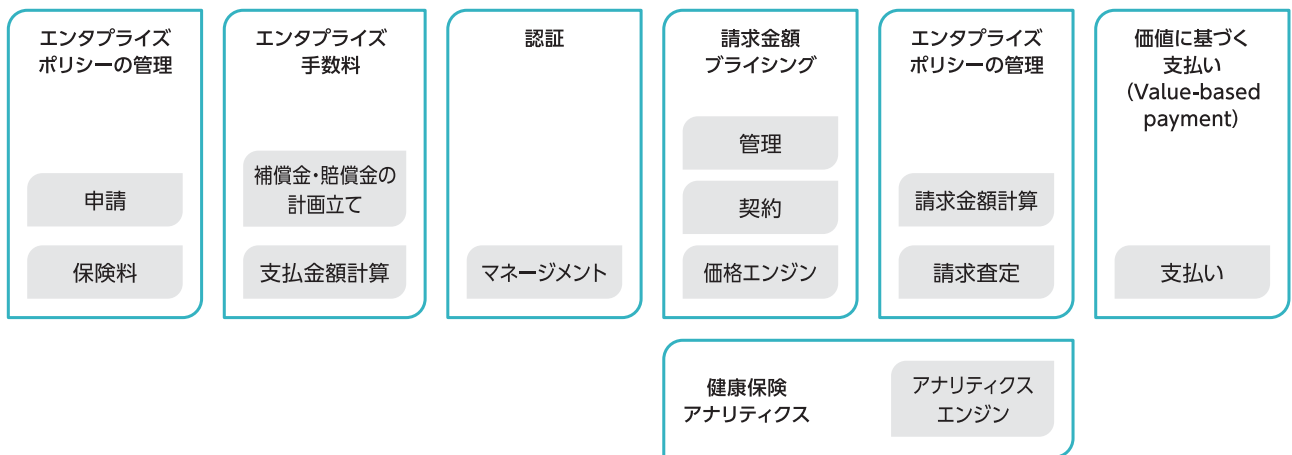 エンタプライズ
ポリシーの管理
申請
保険料
エンタプライズ
手数料
補償金・賠償金の
計画立て
支払金額計算
認証
マネージメント
請求金額
ブライシング
管理
契約
価格エンジン
エンタプライズ
ポリシーの管理
請求金額計算
請求査定
価値に基づく
支払い
（Value-based
payment）
支払い
健康保険
アナリティクス
アナリティクス
エンジン